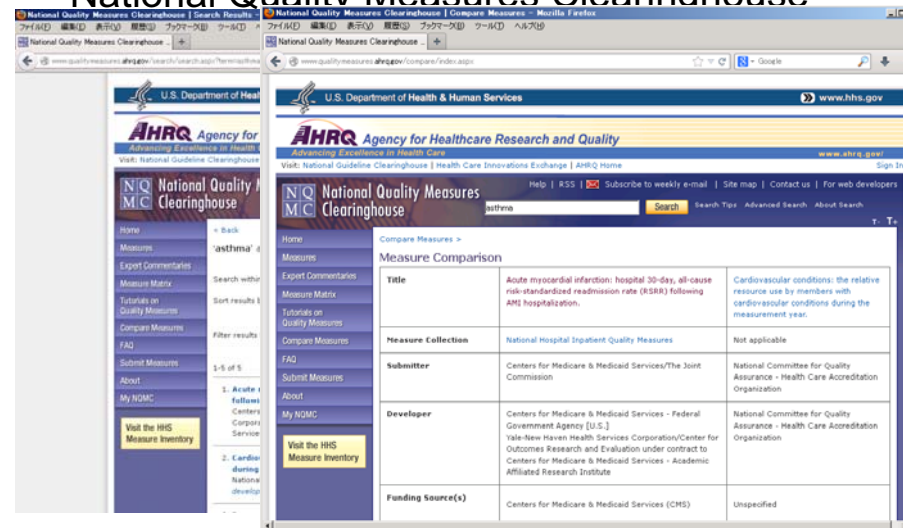 National Quality Measures Clearinghouse
National Quality Measures Clearinghouse | Search Results -
ファイル(F) 編集(E) 表示(V) 履歴(S) ブックマーク(B) ツール(T)
National Quality Measures Clearinghouse ...
www.qualitymeasures.ahrq.gov/search/search.aspx?term=asthma
U.S. Department of Heal
AHRQ Agency for
Advancing Excellence in Health
Visit: National Guideline Clearinghouse
NQMC National Quality M
Clearinghouse
Home
Measures
Expert Commentaries
Measure Matrix
Tutorials on
Quality Measures
Compare Measures
FAQ
Submit Measures
About
My NQMC
Visit the HHS
Measure Inventory
< Back
'asthma' a
Search within
Sort results
Filter results
1-5 of 5
1. Acute
followi
Centers
Corpora
Service
2. Cardio
during
Nationa
develop
National Quality Measures Clearinghouse | Compare Measures - Mozilla Firefox
ファイル(F) 編集(E) 表示(V) 履歴(S) ブックマーク(B) ツール(T) ヘルプ(H)
National Quality Measures Clearinghouse ...
www.qualitymeasures.ahrq.gov/compare/index.aspx
Google
U.S. Department of Health & Human Services
www.hhs.gov
AHRQ Agency for Healthcare Research and Quality
Advancing Excellence in Health Care
www.ahrq.gov/
Visit: National Guideline Clearinghouse | Health Care Innovations Exchange | AHRQ Home
Sign In
NQMC National Quality Measures
Clearinghouse
Help | RSS | Subscribe to weekly e-mail | Site map | Contact us | For web developers
asthma
Search
Search Tips Advanced Search About Search
T- T+
Home
Measures
Expert Commentaries
Measure Matrix
Tutorials on
Quality Measures
Compare Measures
FAQ
Submit Measures
About
My NQMC
Visit the HHS
Measure Inventory
Compare Measures >
Measure Comparison
Title
Acute myocardial infarction: hospital 30-day, all-cause
risk-standardized readmission rate (RSRR) following
AMI hospitalization.
Cardiovascular conditions: the relative
resource use by members with
cardiovascular conditions during the
measurement year.
Measure Collection
National Hospital Inpatient Quality Measures
Not applicable
Submitter
Centers for Medicare & Medicaid Services/The Joint
Commission
National Committee for Quality
Assurance - Health Care Accreditation
Organization
Developer
Centers for Medicare & Medicaid Services - Federal
Government Agency [U.S.]
Yale-New Haven Health Services Corporation/Center for
Outcomes Research and Evaluation under contract to
Centers for Medicare & Medicaid Services - Academic
Affiliated Research Institute
National Committee for Quality
Assurance - Health Care Accreditation
Organization
Funding Source(s)
Centers for Medicare & Medicaid Services (CMS)
Unspecified